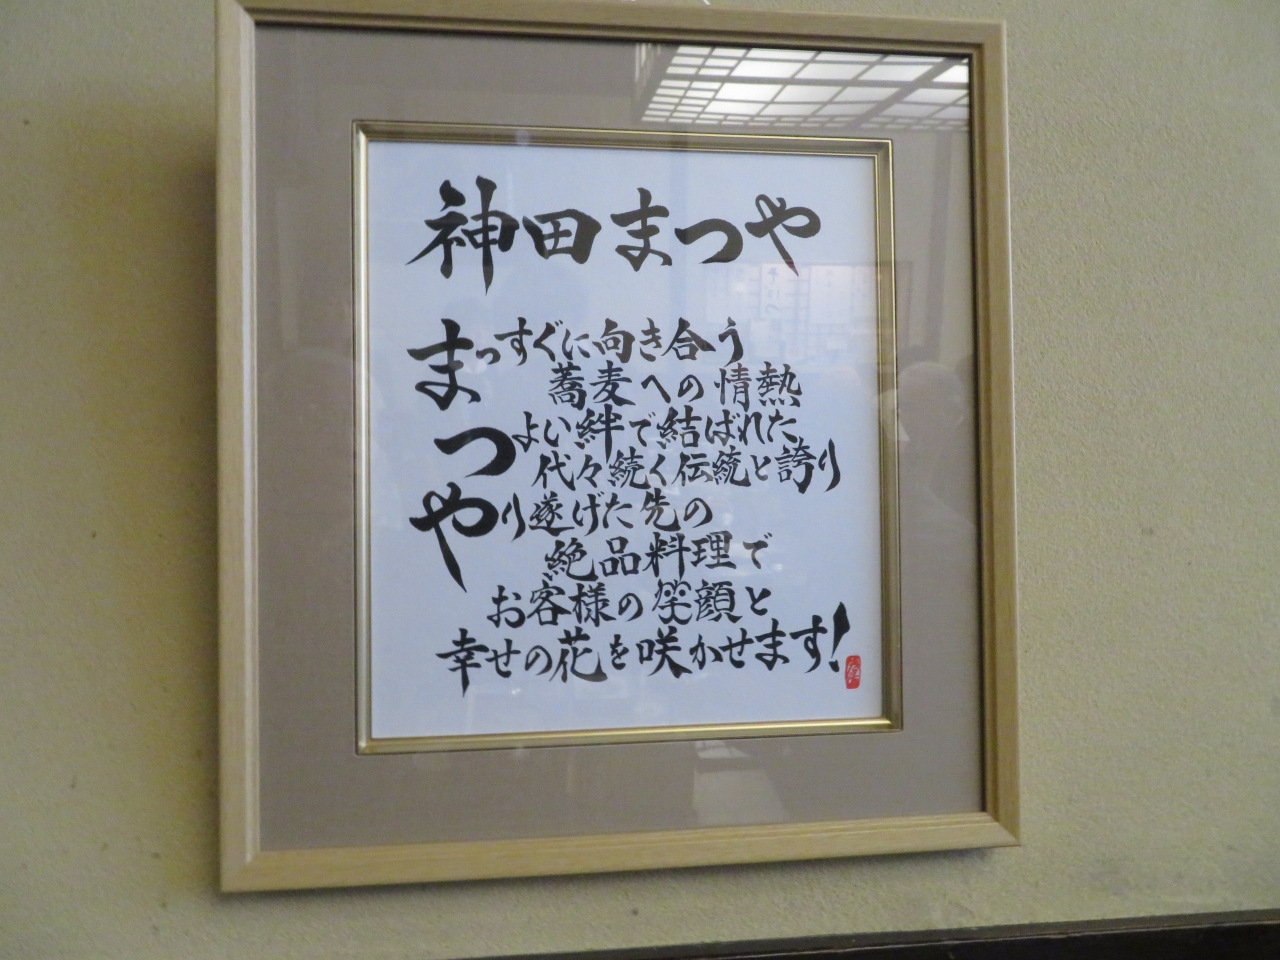 神田まつや
まっすぐに向き合う
蕎麦への情熱
つよい絆で結ばれた
代々続く伝統と誇り
やり遂げた先の
絶品料理で
お客様の笑顔と
幸せの花を咲かせます!